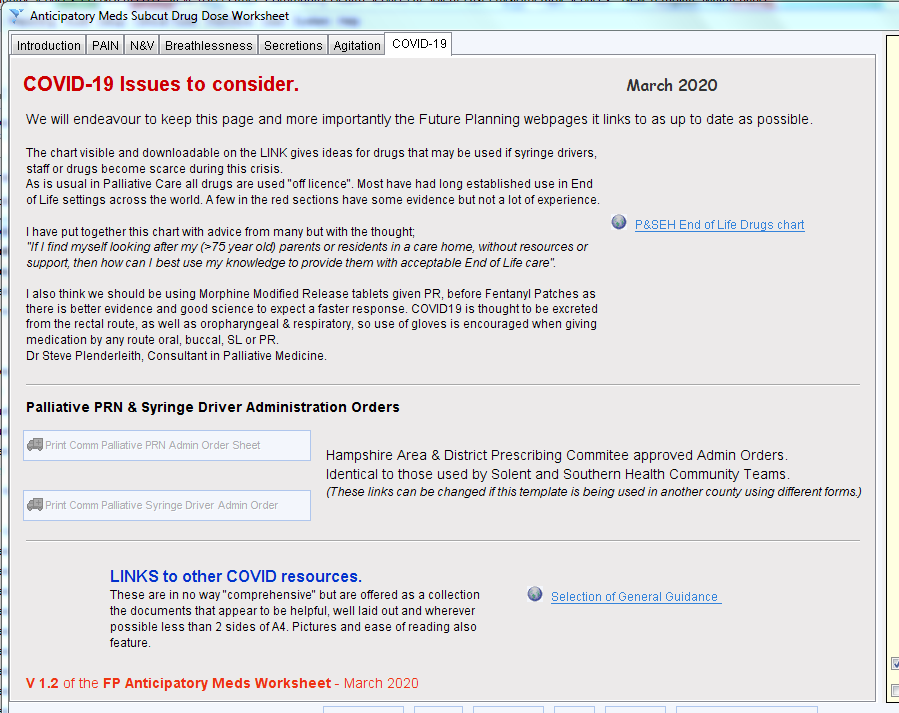 Anticipatory Meds Subcut Drug Dose Worksheet
Introduction PAIN N&V Breathlessness Secretions Agitation COVID-19
COVID-19 Issues to consider. March 2020
We will endeavour to keep this page and more importantly the Future Planning webpages it links to as up to date as possible.
The chart visible and downloadable on the LINK gives ideas for drugs that may be used if syringe drivers,
staff or drugs become scarce during this crisis.
As is usual in Palliative Care all drugs are used "off licence". Most have had long established use in End
of Life settings across the world. A few in the red sections have some evidence but not a lot of experience.
P&SEH End of Life Drugs chart
I have put together this chart with advice from many but with the thought;
"If I find myself looking after my (>75 year old) parents or residents in a care home, without resources or
support, then how can I best use my knowledge to provide them with acceptable End of Life care".
I also think we should be using Morphine Modified Release tablets given PR, before Fentanyl Patches as
there is better evidence and good science to expect a faster response. COVID19 is thought to be excreted
from the rectal route, as well as oropharyngeal & respiratory, so use of gloves is encouraged when giving
medication by any route oral, buccal, SL or PR.
Dr Steve Plenderleith, Consultant in Palliative Medicine.
Palliative PRN & Syringe Driver Administration Orders
Print Comm Palliative PRN Admin Order Sheet
Print Comm Palliative Syringe Driver Admin Order
Hampshire Area & District Prescribing Commitee approved Admin Orders.
Identical to those used by Solent and Southern Health Community Teams.
(These links can be changed if this template is being used in another county using different forms.)
LINKS to other COVID resources.
These are in no way "comprehensive" but are offered as a collection
the documents that appear to be helpful, well laid out and wherever
possible less than 2 sides of A4. Pictures and ease of reading also
feature.
Selection of General Guidance
V 1.2 of the FP Anticipatory Meds Worksheet - March 2020